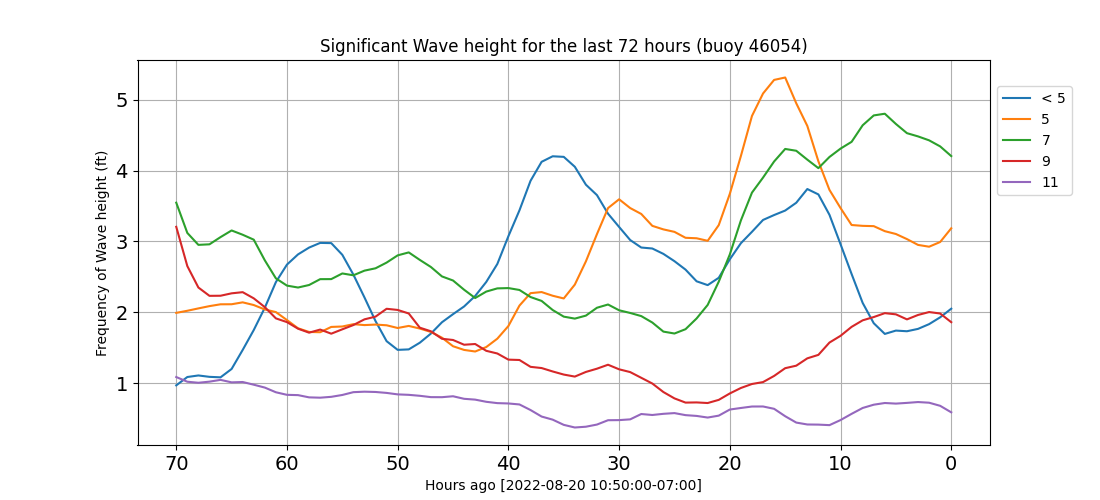 Significant Wave height for the last 72 hours (buoy 46054)
Frequency of Wave height (ft)
5
4
3
2
1
70 60 50 40 30 20 10 0
Hours ago [2022-08-20 10:50:00-07:00]
< 5
5
7
9
11